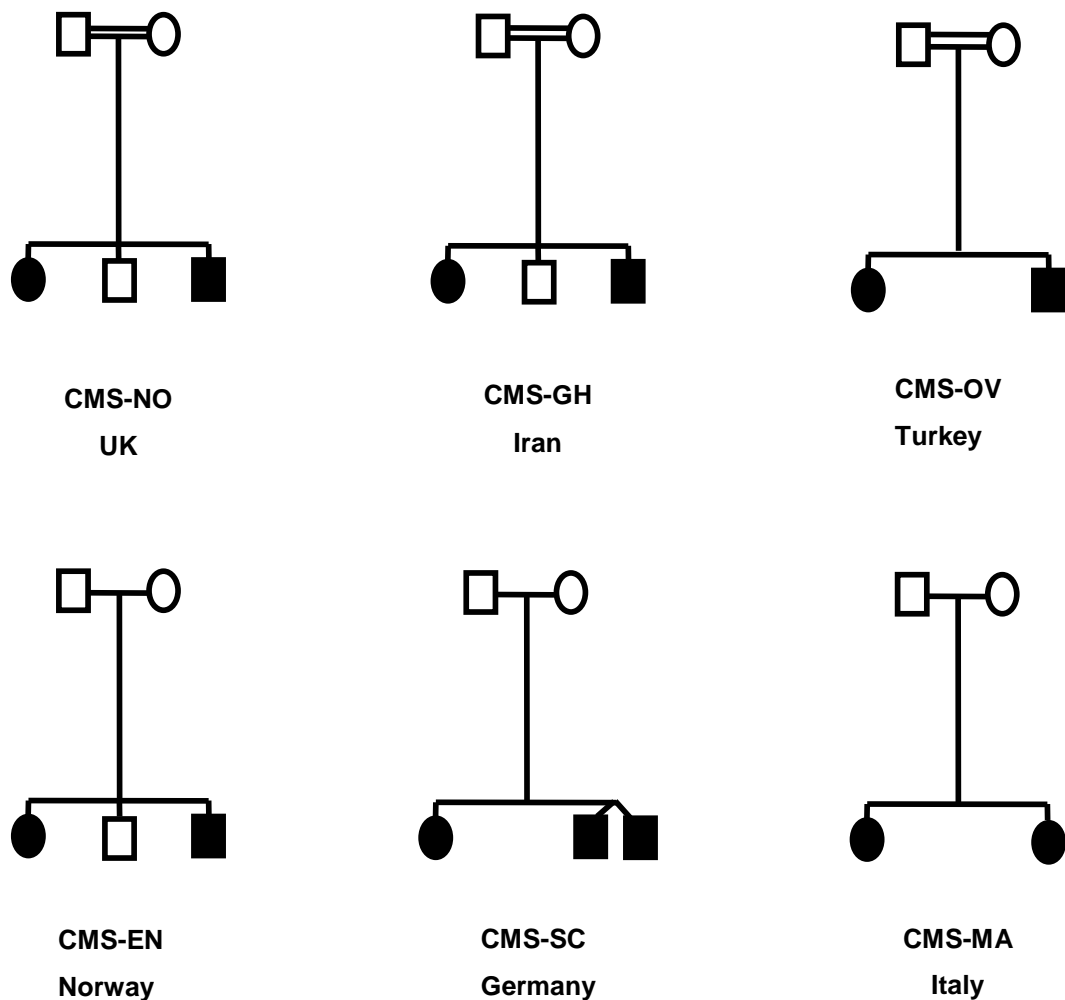 CMS-NO
UK
CMS-GH
Iran
CMS-OV
Turkey
CMS-EN
Norway
CMS-SC
Germany
CMS-MA
Italy